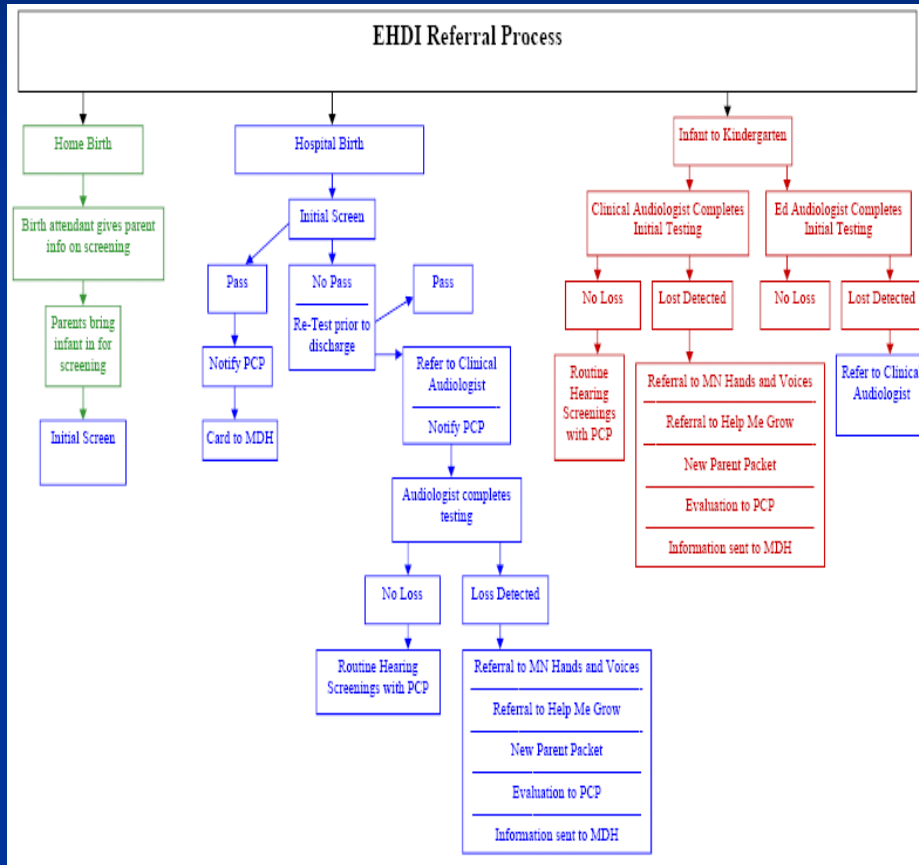 EHDI Referral Process
Home Birth
Birth attendant gives parent
info on screening
Parents bring
infant in for
screening
Initial Screen
Hospital Birth
Initial Screen
Pass
Notify PCP
Card to MDH
No Pass
Re-Test prior to
discharge
Pass
Refer to Clinical
Audiologist
Notify PCP
Audiologist completes
testing
No Loss
Routine Hearing
Screenings with PCP
Loss Detected
Referral to MN Hands and Voices
Referral to Help Me Grow
New Parent Packet
Evaluation to PCP
Information sent to MDH
Infant to Kindergarten
Clinical Audiologist Completes
Initial Testing
No Loss
Routine
Hearing
Screenings
with PCP
Lost Detected
Referral to MN Hands and Voices
Referral to Help Me Grow
New Parent Packet
Evaluation to PCP
Information sent to MDH
Ed Audiologist Completes
Initial Testing
No Loss
Lost Detected
Refer to Clinical
Audiologist